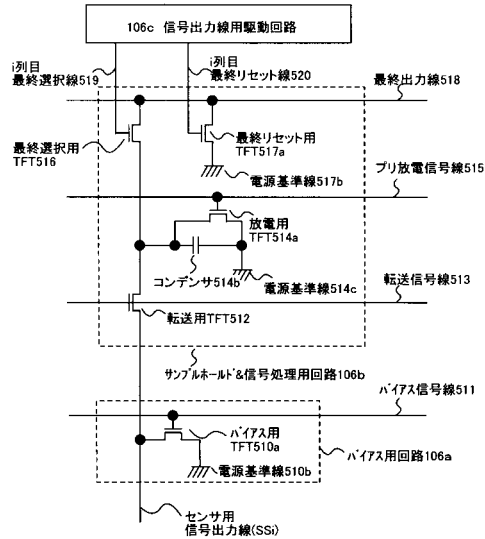 106c 信号出力線用駆動回路
i列目
最終選択線519
i列目
最終リセット線520
最終出力線518
最終選択用
TFT516
最終リセット用
TFT517a
電源基準線517b
プリ放電信号線515
放電用
TFT514a
コンデンサ514b
電源基準線514c
転送信号線513
転送用TFT512
サンプルホールド&信号処理用回路106b
バイアス信号線511
バイアス用
TFT510a
電源基準線510b
バイアス用回路106a
センサ用
信号出力線(SSi)